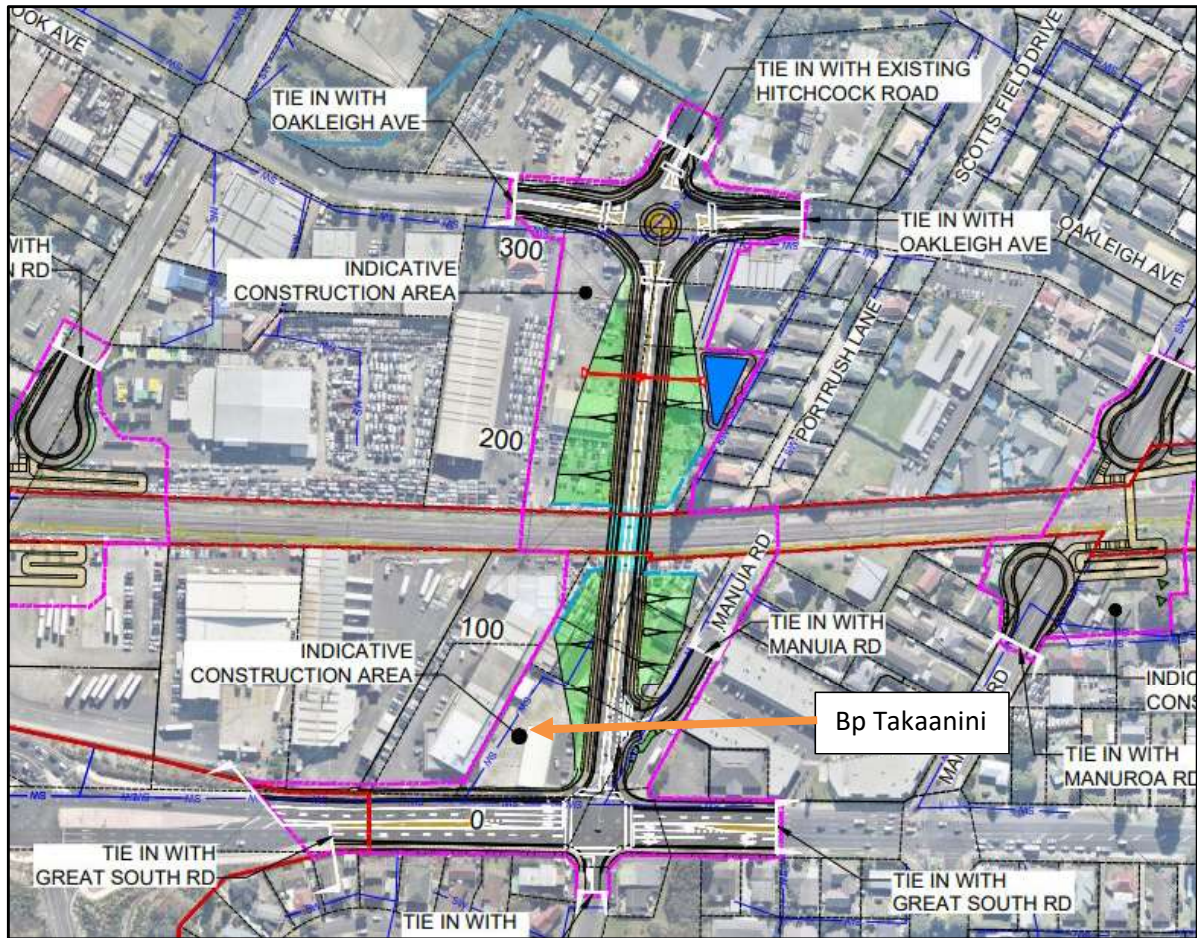 OOK AVE
TIE IN WITH
OAKLEIGH AVE
TIE IN WITH EXISTING
HITCHCOCK ROAD
SCOTTS FIELD DRIVE
WITH
N RD
300
INDICATIVE
CONSTRUCTION AREA
TIE IN WITH
OAKLEIGH AVE
OAKLEIGH AVE
PORTRUSH LANE
200
SW
MANUIA RD
100
INDICATIVE
CONSTRUCTION AREA
TIE IN WITH
MANUIA RD
Bp Takaanini
INDIC
CONS
RD
MA
TIE IN WITH
MANUROA RD
0
TIE IN WITH
GREAT SOUTH RD
TIE IN WITH
TIE IN WITH
GREAT SOUTH RD